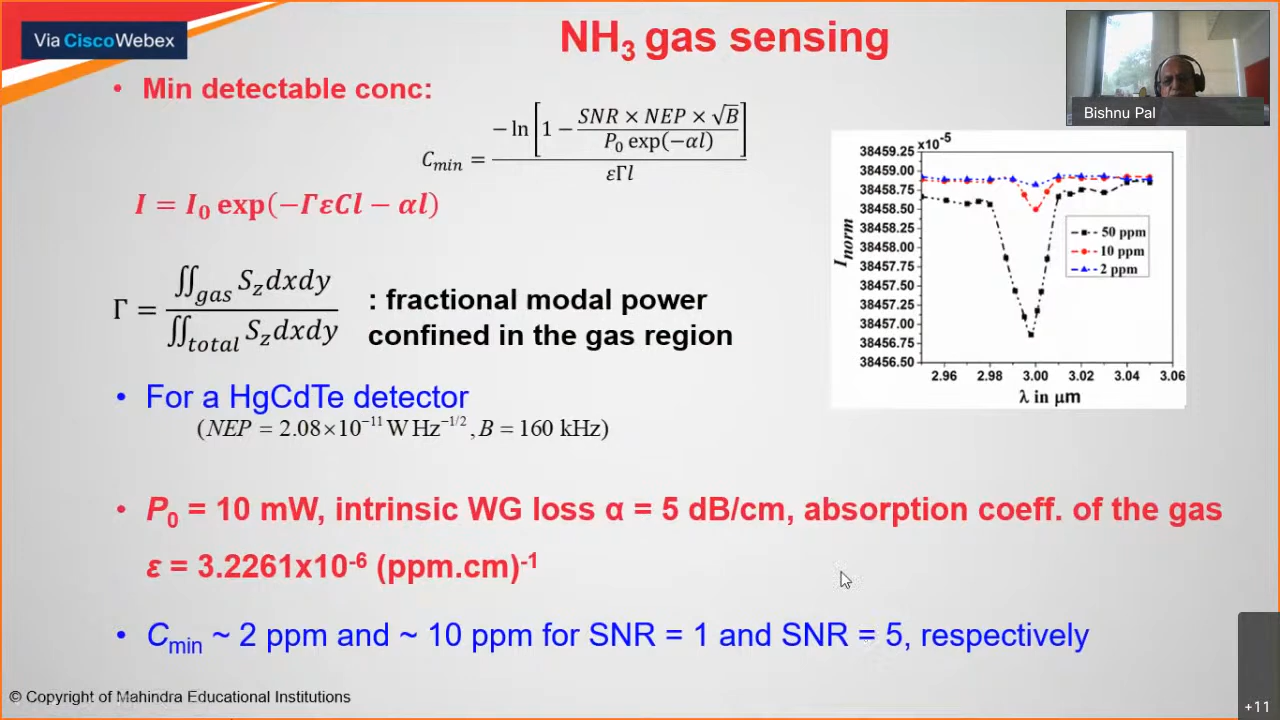 Via CiscoWebex
NH₃ gas sensing
Bishnu Pal
• Min detectable conc:
C_min = −ln[1 − (SNR × NEP × √B) / (P₀ exp(−αl))] / (εΓl)
I = I₀ exp(−ΓεCl − αl)
Γ = ∬_gas S_z dxdy / ∬_total S_z dxdy
: fractional modal power
confined in the gas region
x10⁻⁵
38459.25
38459.00
38458.75
38458.50
38458.25
38458.00
38457.75
38457.50
38457.25
38457.00
38456.75
38456.50
I_norm
50 ppm
10 ppm
2 ppm
2.96 2.98 3.00 3.02 3.04 3.06
λ in μm
• For a HgCdTe detector
(NEP = 2.08×10⁻¹¹ W Hz⁻¹/², B = 160 kHz)
• P₀ = 10 mW, intrinsic WG loss α = 5 dB/cm, absorption coeff. of the gas
ε = 3.2261x10⁻⁶ (ppm.cm)⁻¹
• C_min ~ 2 ppm and ~ 10 ppm for SNR = 1 and SNR = 5, respectively
© Copyright of Mahindra Educational Institutions
+11